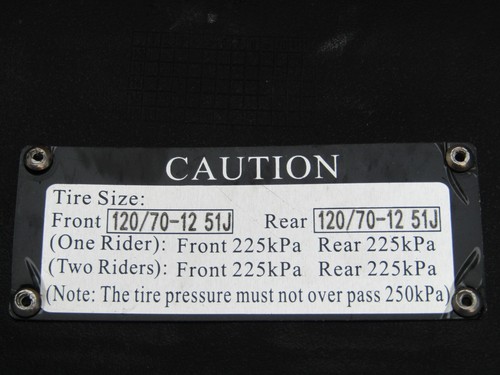 CAUTION
Tire Size:
Front 120/70-12 51J Rear 120/70-12 51J
(One Rider): Front 225kPa Rear 225kPa
(Two Riders): Front 225kPa Rear 225kPa
(Note: The tire pressure must not over pass 250kPa)